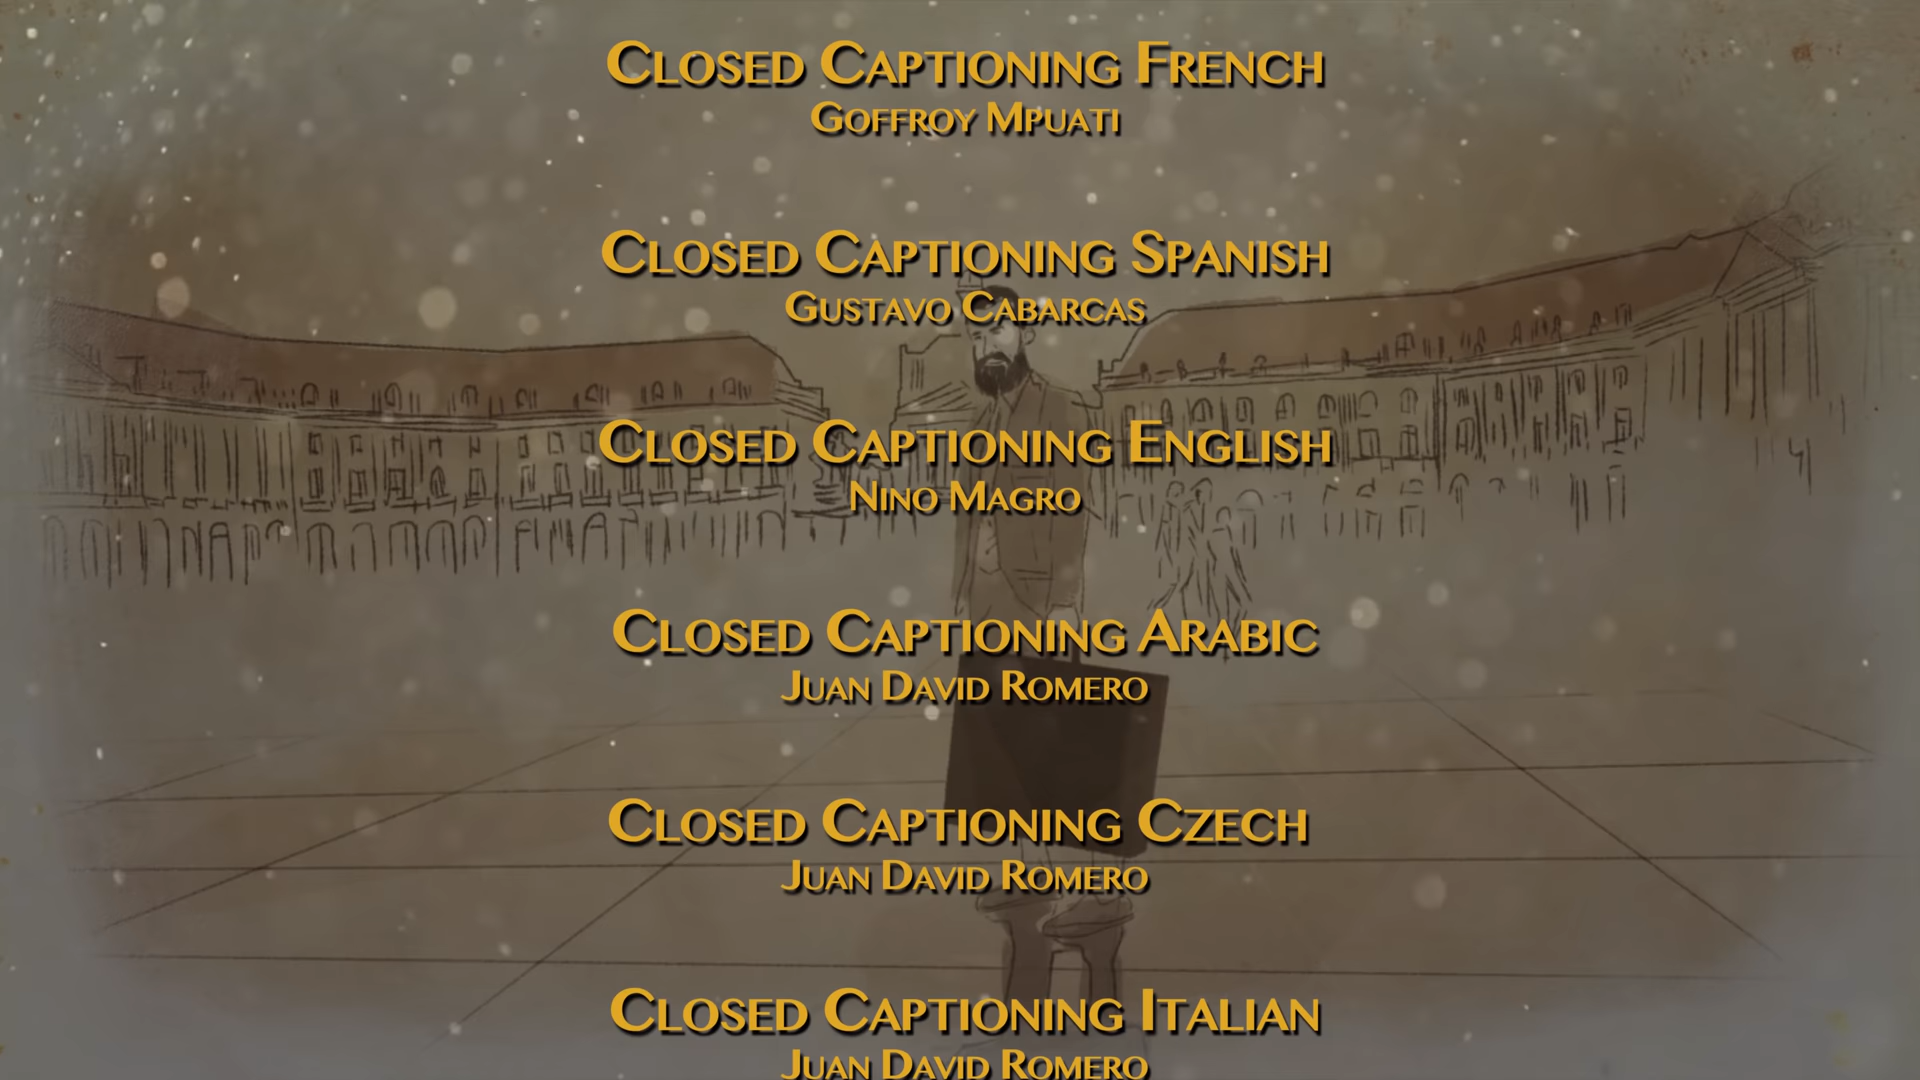 Closed Captioning French
Goffroy Mpuati
Closed Captioning Spanish
Gustavo Cabarcas
Closed Captioning English
Nino Magro
Closed Captioning Arabic
Juan David Romero
Closed Captioning Czech
Juan David Romero
Closed Captioning Italian
Juan David Romero